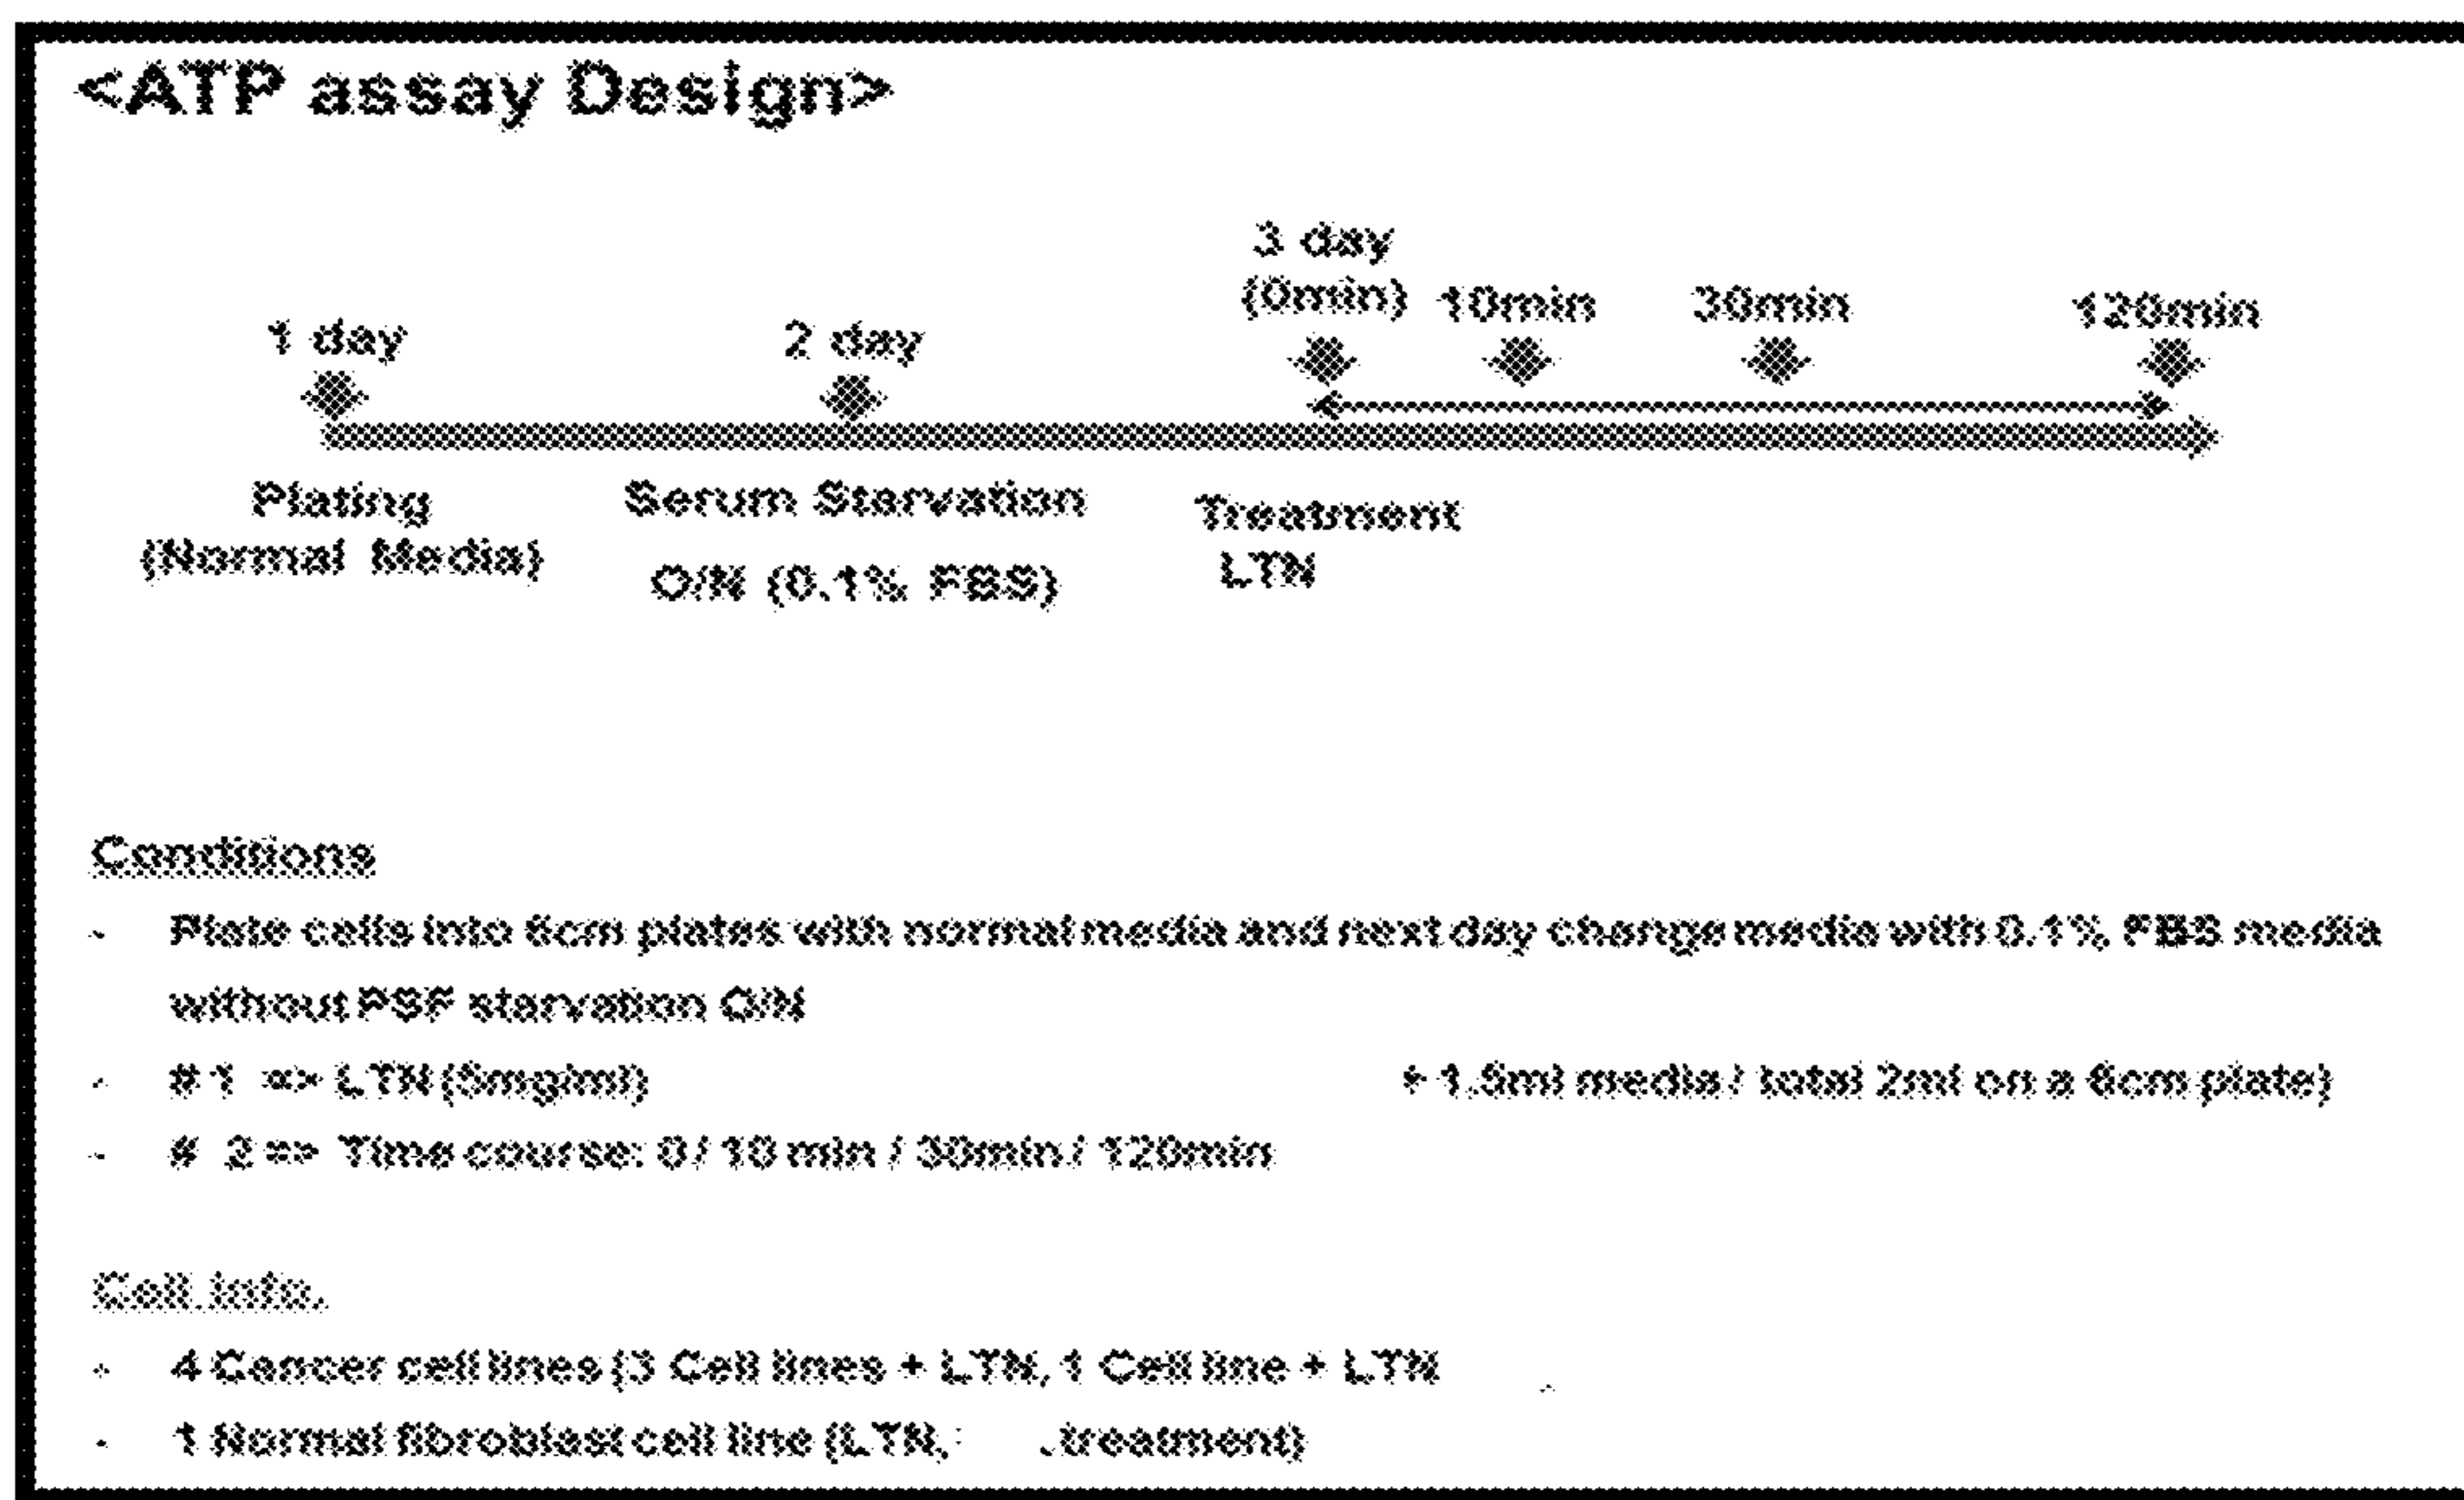 <ATP assay Design>
3 day
(0min) 10min 30min 120min
1 day 2 day
Plating Serum Starvation Treatment
(Normal Media) O/N (0.1% FBS) LTN
Conditions
- Plate cells into 6cm plates with normal media and next day change media with 0.1% FBS media
without PSF starvation O/N
- # 1 => LTN (5mg/ml) + 1.5ml media / total 2ml on a 6cm plate)
- # 2 => Time course: 0 / 10 min / 30min / 120min
Cell info.
- 4 Cancer cell lines (3 Cell lines + LTN, 1 Cell line + LTN
- 1 Normal fibroblast cell line (LTN, treatment)